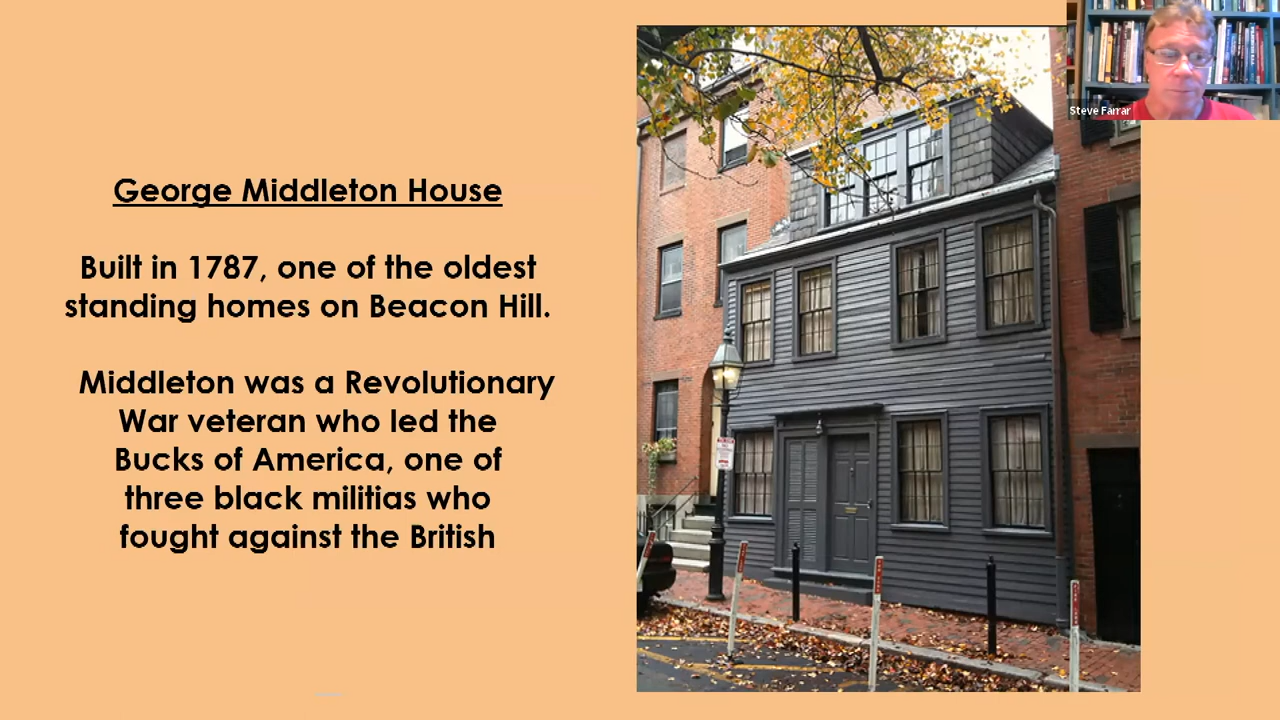 George Middleton House
Built in 1787, one of the oldest
standing homes on Beacon Hill.
Middleton was a Revolutionary
War veteran who led the
Bucks of America, one of
three black militias who
fought against the British
Steve Farrar